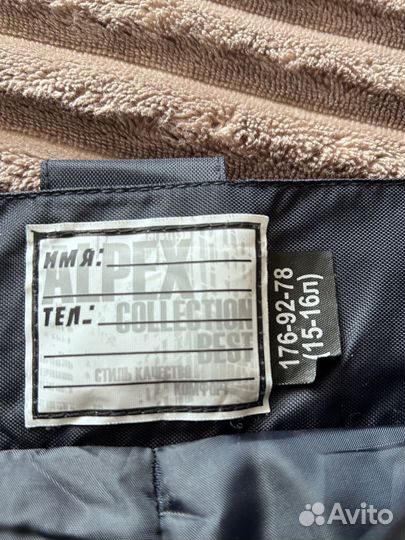 ИМЯ:
ALPEX
ТЕЛ.:
COLLECTION
BEST
СТИЛЬ КАЧЕСТВО
КОМФОРТ
176-92-78
(15-16л)
Avito